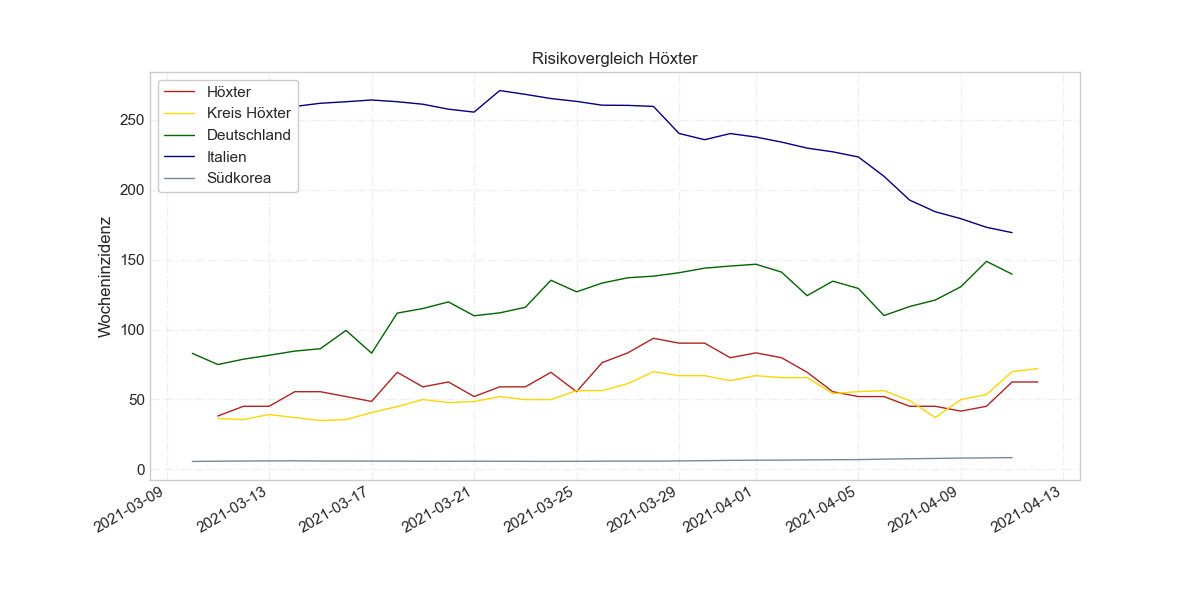 Risikovergleich Höxter
Höxter
Kreis Höxter
Deutschland
Italien
Südkorea
Wocheninzidenz
250
200
150
100
50
0
2021-03-09
2021-03-13
2021-03-17
2021-03-21
2021-03-25
2021-03-29
2021-04-01
2021-04-05
2021-04-09
2021-04-13